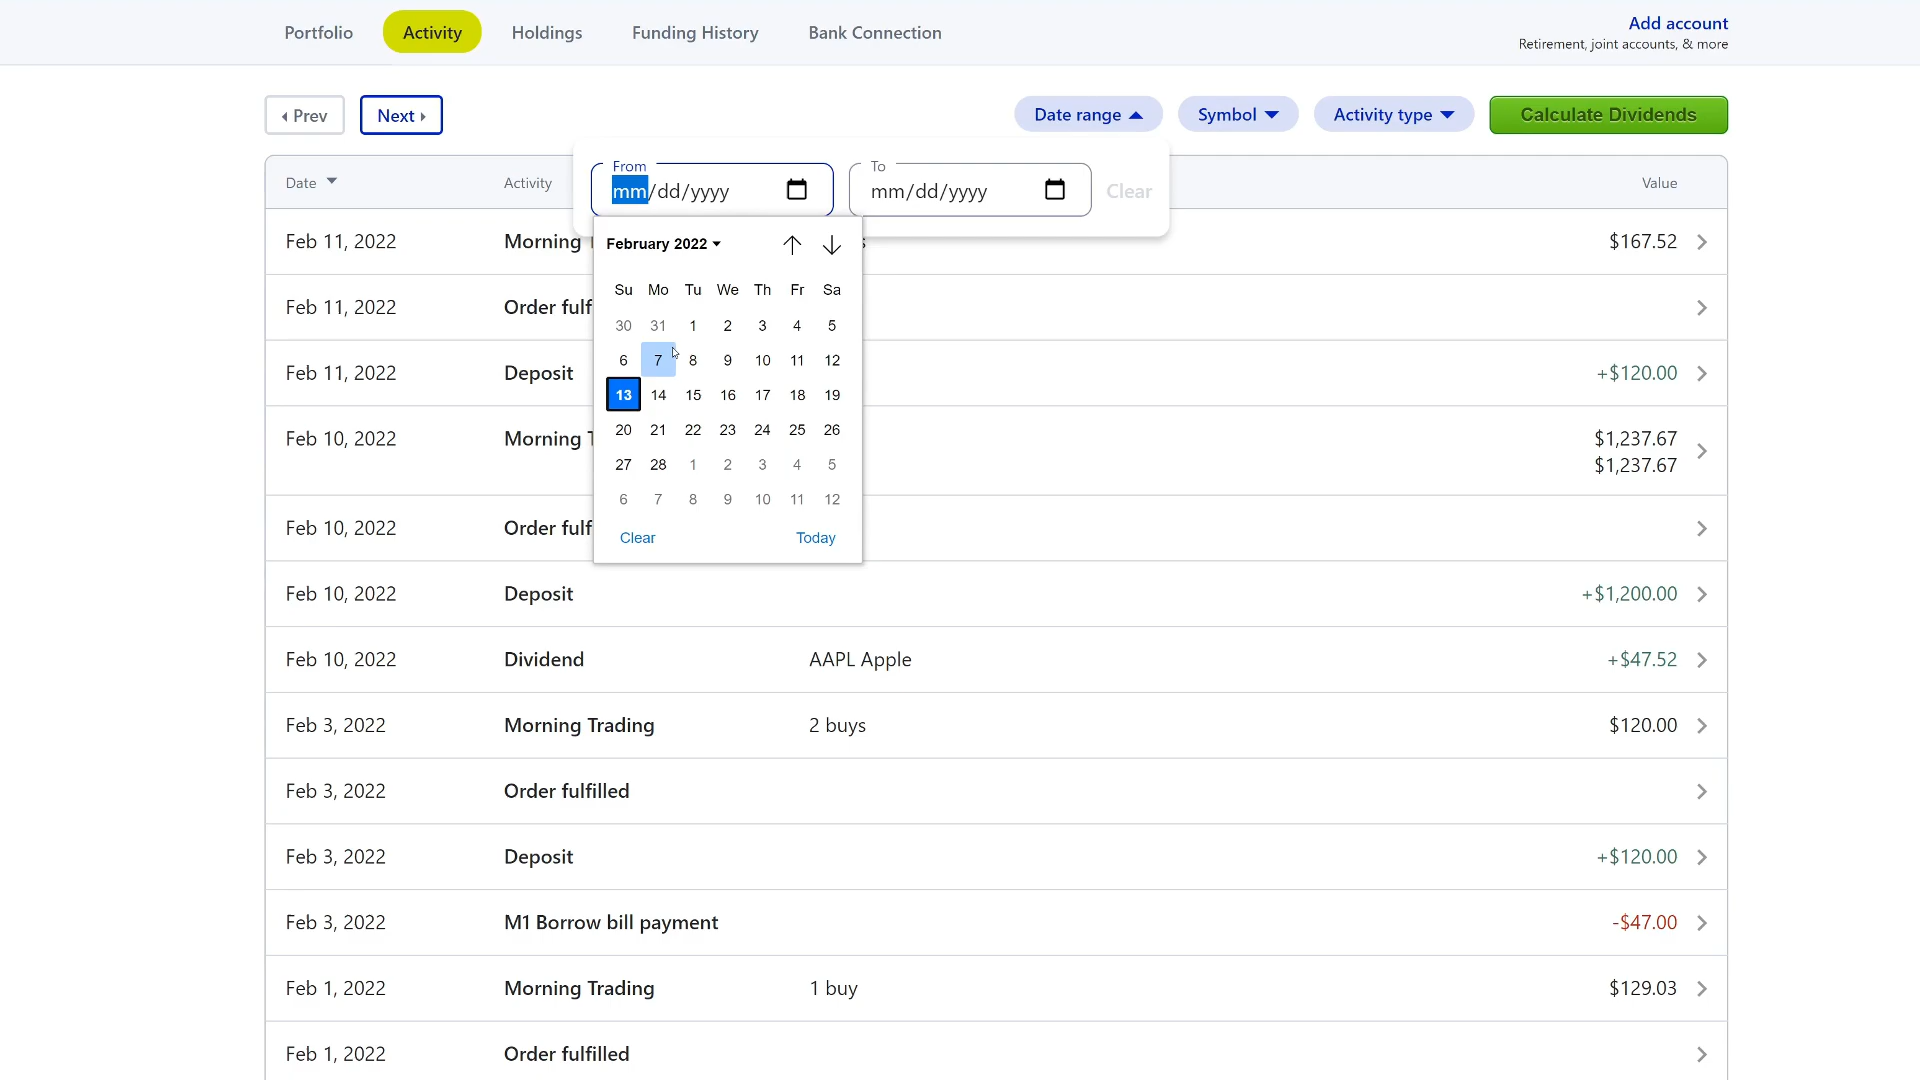 Portfolio
Activity
Holdings
Funding History
Bank Connection
Add account
Retirement, joint accounts, & more
Prev
Next
Date range
Symbol
Activity type
Calculate Dividends
Date
Activity
From
mm/dd/yyyy
To
mm/dd/yyyy
Clear
Value
February 2022
Su Mo Tu We Th Fr Sa
30 31 1 2 3 4 5
6 7 8 9 10 11 12
13 14 15 16 17 18 19
20 21 22 23 24 25 26
27 28 1 2 3 4 5
6 7 8 9 10 11 12
Clear
Today
Feb 11, 2022 Morning $167.52
Feb 11, 2022 Order fulf
Feb 11, 2022 Deposit +$120.00
Feb 10, 2022 Morning $1,237.67
$1,237.67
Feb 10, 2022 Order fulf
Feb 10, 2022 Deposit +$1,200.00
Feb 10, 2022 Dividend AAPL Apple +$47.52
Feb 3, 2022 Morning Trading 2 buys $120.00
Feb 3, 2022 Order fulfilled
Feb 3, 2022 Deposit +$120.00
Feb 3, 2022 M1 Borrow bill payment -$47.00
Feb 1, 2022 Morning Trading 1 buy $129.03
Feb 1, 2022 Order fulfilled